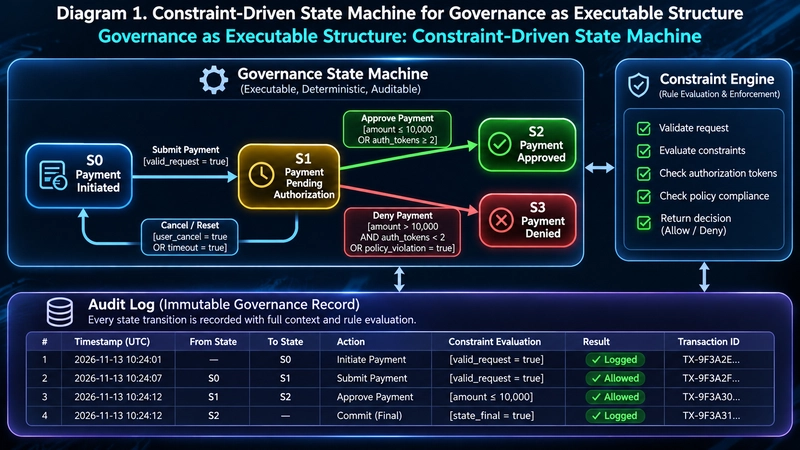 Diagram 1. Constraint-Driven State Machine for Governance as Executable Structure
Governance as Executable Structure: Constraint-Driven State Machine
Governance State Machine
(Executable, Deterministic, Auditable)
S0
Payment
Initiated
Submit Payment
[valid_request = true]
S1
Payment
Pending
Authorization
Approve Payment
[amount ≤ 10,000
OR auth_tokens ≥ 2]
S2
Payment
Approved
Cancel / Reset
[user_cancel = true
OR timeout = true]
Deny Payment
[amount > 10,000
AND auth_tokens < 2
OR policy_violation = true]
S3
Payment
Denied
Constraint Engine
(Rule Evaluation & Enforcement)
Validate request
Evaluate constraints
Check authorization tokens
Check policy compliance
Return decision
(Allow / Deny)
Audit Log (Immutable Governance Record)
Every state transition is recorded with full context and rule evaluation.
# Timestamp (UTC) From State To State Action Constraint Evaluation Result Transaction ID
1 2026-11-13 10:24:01 — S0 Initiate Payment [valid_request = true] ✓ Logged TX-9F3A2E...
2 2026-11-13 10:24:07 S0 S1 Submit Payment [valid_request = true] ✓ Allowed TX-9F3A2F...
3 2026-11-13 10:24:12 S1 S2 Approve Payment [amount ≤ 10,000] ✓ Allowed TX-9F3A30...
4 2026-11-13 10:24:12 S2 — Commit (Final) [state_final = true] ✓ Logged TX-9F3A31...